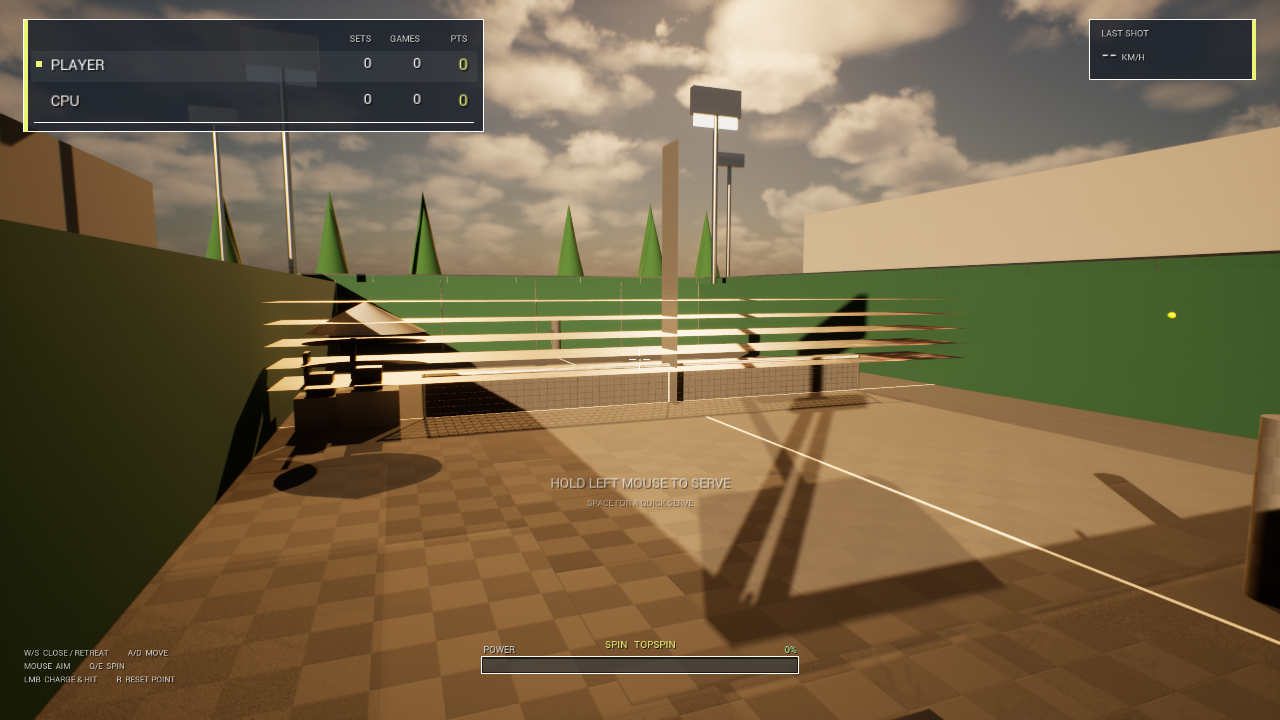 SETS GAMES PTS
PLAYER 0 0 0
CPU 0 0 0
LAST SHOT
-- KM/H
HOLD LEFT MOUSE TO SERVE
SPACE FOR A QUICK SERVE
W/S CLOSE / RETREAT A/D MOVE
MOUSE AIM Q/E SPIN
LMB CHARGE & HIT R RESET POINT
POWER SPIN TOPSPIN 0%